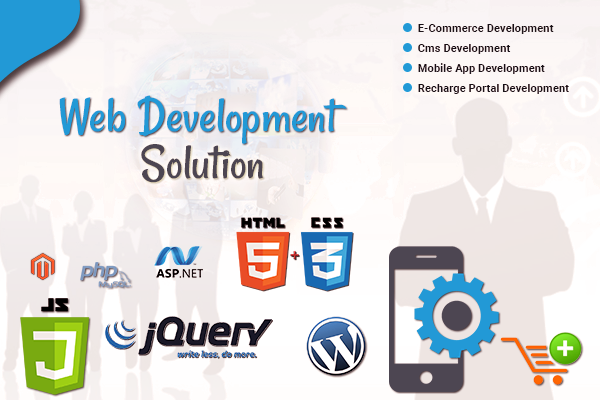 E-Commerce Development
Cms Development
Mobile App Development
Recharge Portal Development
Web Development
Solution
HTML
CSS
5
+
3
php
MySQL
ASP.NET
JS
jQuery
write less, do more.
W